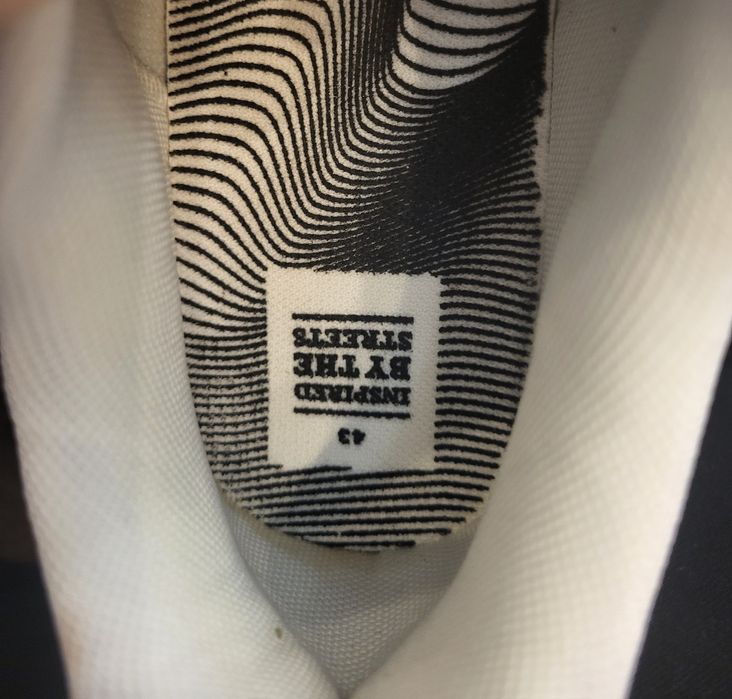 43
INSPIRED
BY THE
STREETS